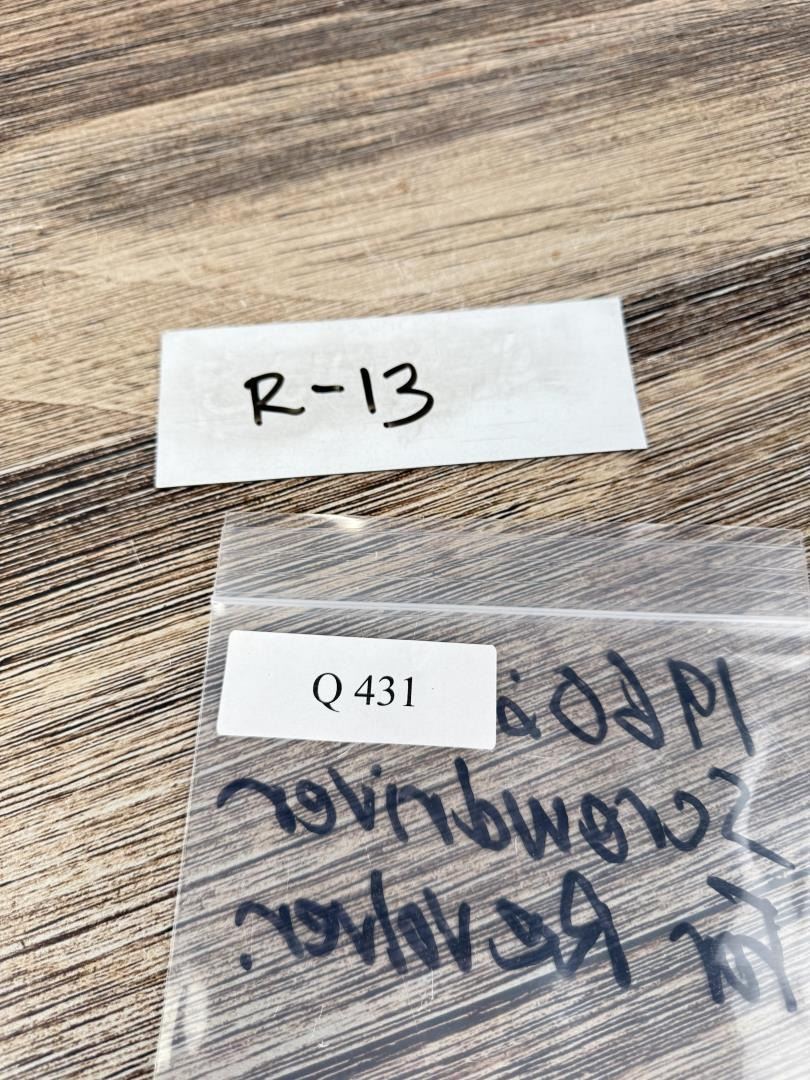 R-13
Q 431
1960's
Screwdriver
for Revolver.